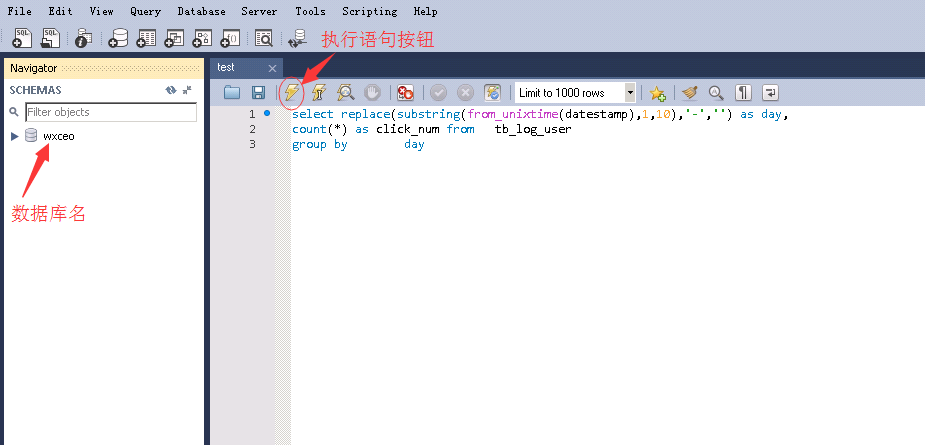 File Edit View Query Database Server Tools Scripting Help
SQL SQL
执行语句按钮
Navigator
test
SCHEMAS
Limit to 1000 rows
Filter objects
1 select replace(substring(from_unixtime(datestamp),1,10),'-','') as day,
2 count(*) as click_num from tb_log_user
3 group by day
wxceo
数据库名